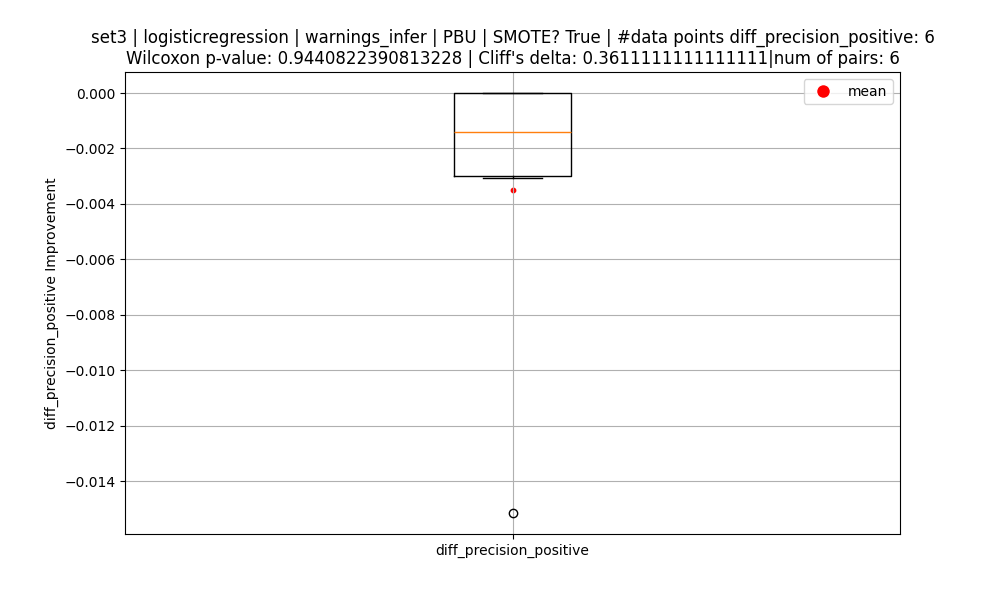 set3 | logisticregression | warnings_infer | PBU | SMOTE? True | #data points diff_precision_positive: 6
Wilcoxon p-value: 0.9440822390813228 | Cliff's delta: 0.3611111111111111|num of pairs: 6
mean
0.000
−0.002
−0.004
−0.006
−0.008
−0.010
−0.012
−0.014
diff_precision_positive Improvement
diff_precision_positive